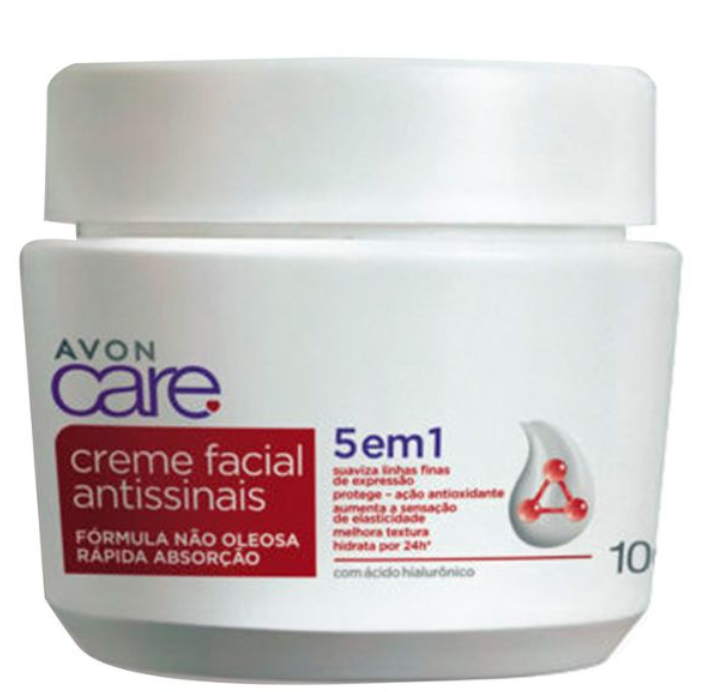 AVON
care
creme facial
antissinais
FÓRMULA NÃO OLEOSA
RÁPIDA ABSORÇÃO
5em1
suaviza linhas finas
de expressão
protege – ação antioxidante
aumenta a sensação
de elasticidade
melhora textura
hidrata por 24h*
com ácido hialurônico
10